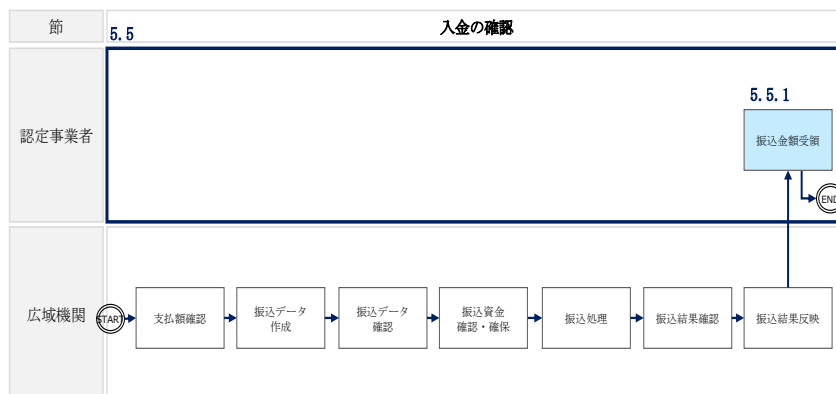 節
5.5
入金の確認
認定事業者
5.5.1
振込金額受領
END
広域機関
START
支払額確認
振込データ
作成
振込データ
確認
振込資金
確認・確保
振込処理
振込結果確認
振込結果反映